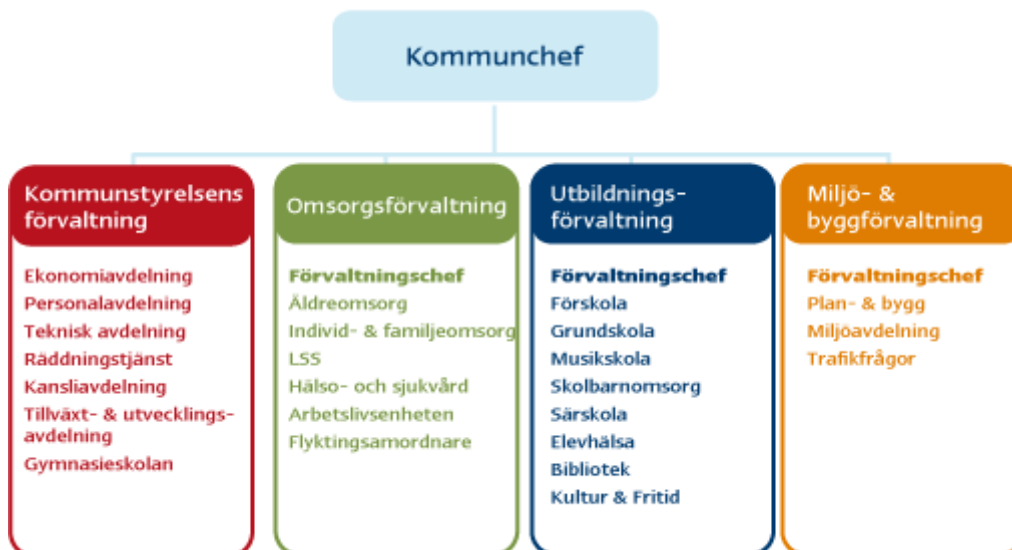 Kommunchef
Kommunstyrelsens
förvaltning
Ekonomiavdelning
Personalavdelning
Teknisk avdelning
Räddningstjänst
Kansliavdelning
Tillväxt- & utvecklings-
avdelning
Gymnasieskolan
Omsorgsförvaltning
Förvaltningschef
Äldreomsorg
Individ- & familjeomsorg
LSS
Hälso- och sjukvård
Arbetslivsenheten
Flyktingsamordnare
Utbildnings-
förvaltning
Förvaltningschef
Förskola
Grundskola
Musikskola
Skolbarnomsorg
Särskola
Elevhälsa
Bibliotek
Kultur & Fritid
Miljö- &
byggförvaltning
Förvaltningschef
Plan- & bygg
Miljöavdelning
Trafikfrågor